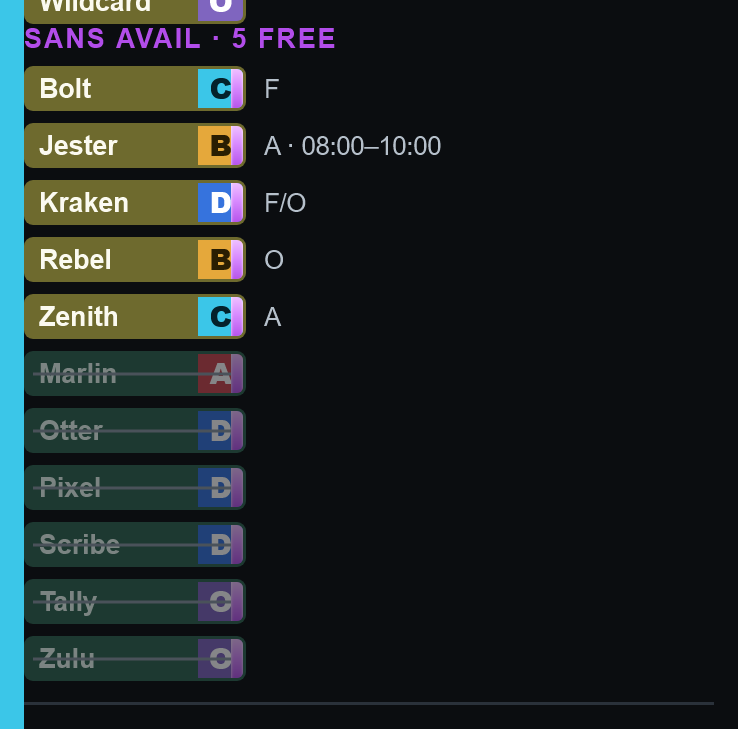 Wildcard
SANS AVAIL · 5 FREE
Bolt C F
Jester B A · 08:00–10:00
Kraken D F/O
Rebel B O
Zenith C A
Marlin A
Otter D
Pixel D
Scribe D
Tally
Zulu